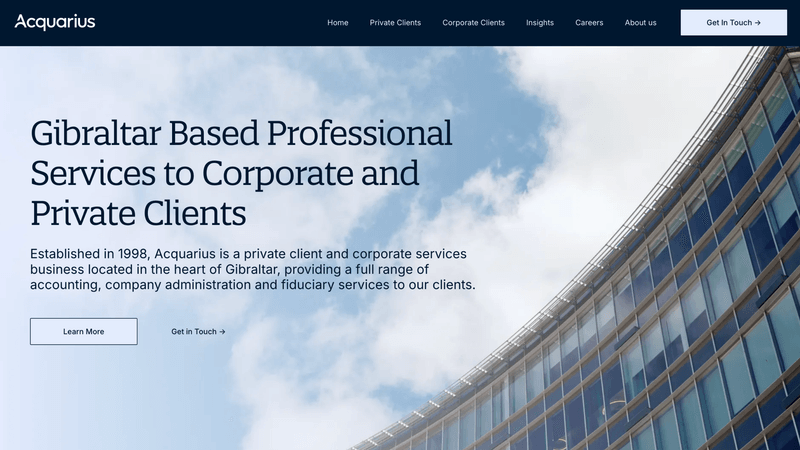 Acquarius
Home
Private Clients
Corporate Clients
Insights
Careers
About us
Get In Touch →
Gibraltar Based Professional
Services to Corporate and
Private Clients
Established in 1998, Acquarius is a private client and corporate services
business located in the heart of Gibraltar, providing a full range of
accounting, company administration and fiduciary services to our clients.
Learn More
Get in Touch →